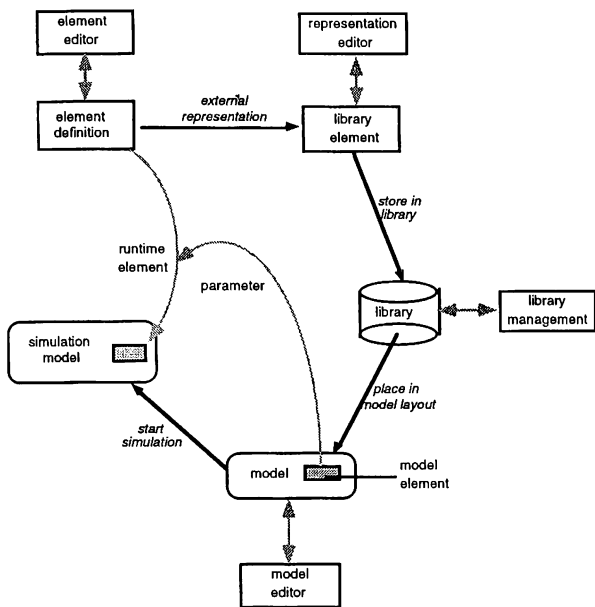 element
editor
representation
editor
element
definition
external
representation
library
element
store in
library
runtime
element
parameter
library
library
management
simulation
model
place in
model layout
start
simulation
model
model
element
model
editor